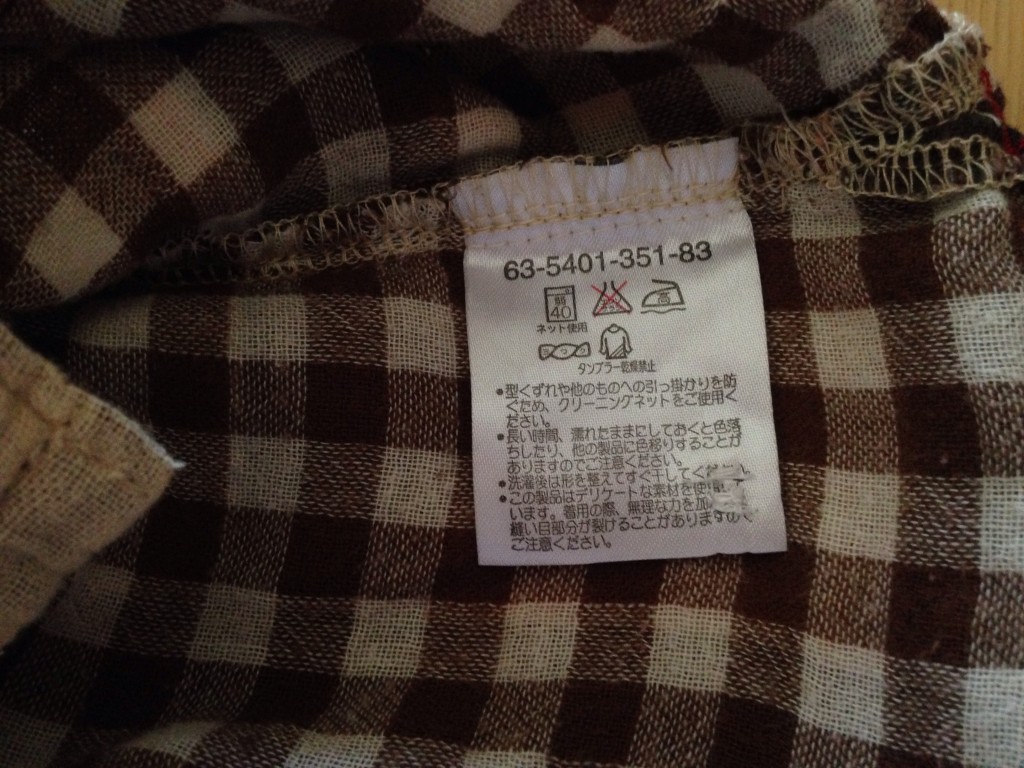 63-5401-351-83
弱
40
エンソサラシ
高
ネット使用
タンブラー乾燥禁止
●型くずれや他のものへの引っ掛かりを防
ぐため、クリーニングネットをご使用く
ださい。
●長い時間、濡れたままにしておくと色落
ちしたり、他の製品に色移りすることが
ありますのでご注意ください。
●洗濯後は形を整えてすぐ干してく
●この製品はデリケートな素材を使
います。着用の際、無理な力を加
縫い目部分が裂けることがありますので
ご注意ください。